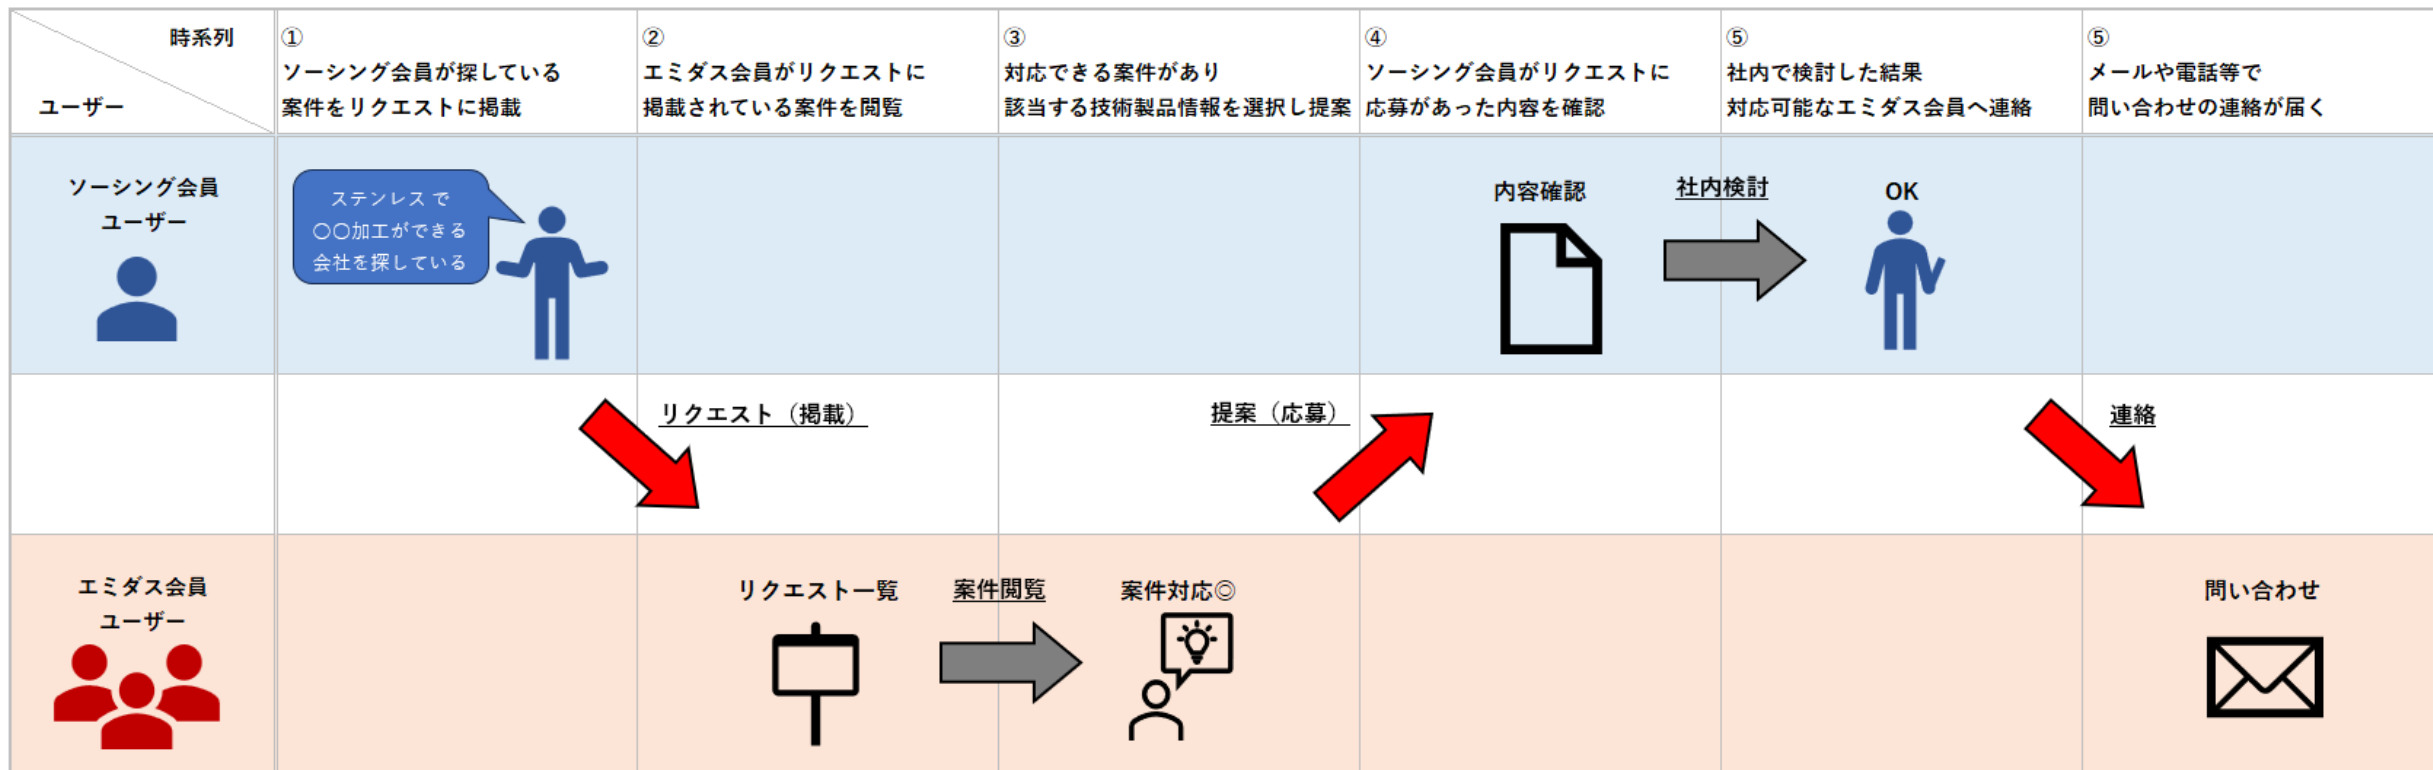 時系列
ユーザー
①
ソーシング会員が探している
案件をリクエストに掲載
②
エミダス会員がリクエストに
掲載されている案件を閲覧
③
対応できる案件があり
該当する技術製品情報を選択し提案
④
ソーシング会員がリクエストに
応募があった内容を確認
⑤
社内で検討した結果
対応可能なエミダス会員へ連絡
⑤
メールや電話等で
問い合わせの連絡が届く
ソーシング会員
ユーザー
ステンレス で
〇〇加工ができる
会社を探している
内容確認
社内検討
OK
リクエスト（掲載）
提案（応募）
連絡
エミダス会員
ユーザー
リクエスト一覧
案件閲覧
案件対応◎
問い合わせ